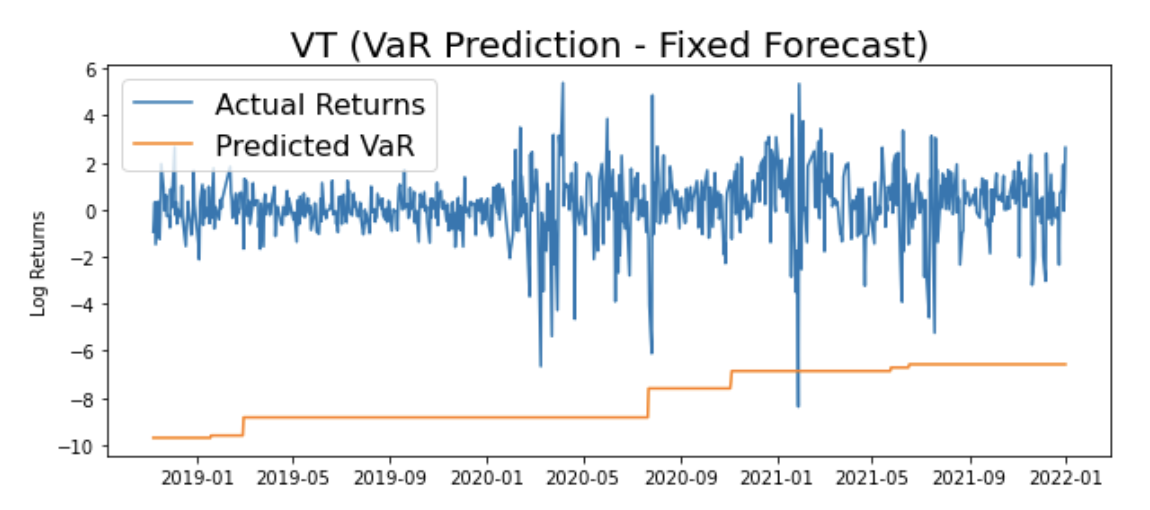 VT (VaR Prediction - Fixed Forecast)
Actual Returns
Predicted VaR
Log Returns
6
4
2
0
−2
−4
−6
−8
−10
2019-01 2019-05 2019-09 2020-01 2020-05 2020-09 2021-01 2021-05 2021-09 2022-01